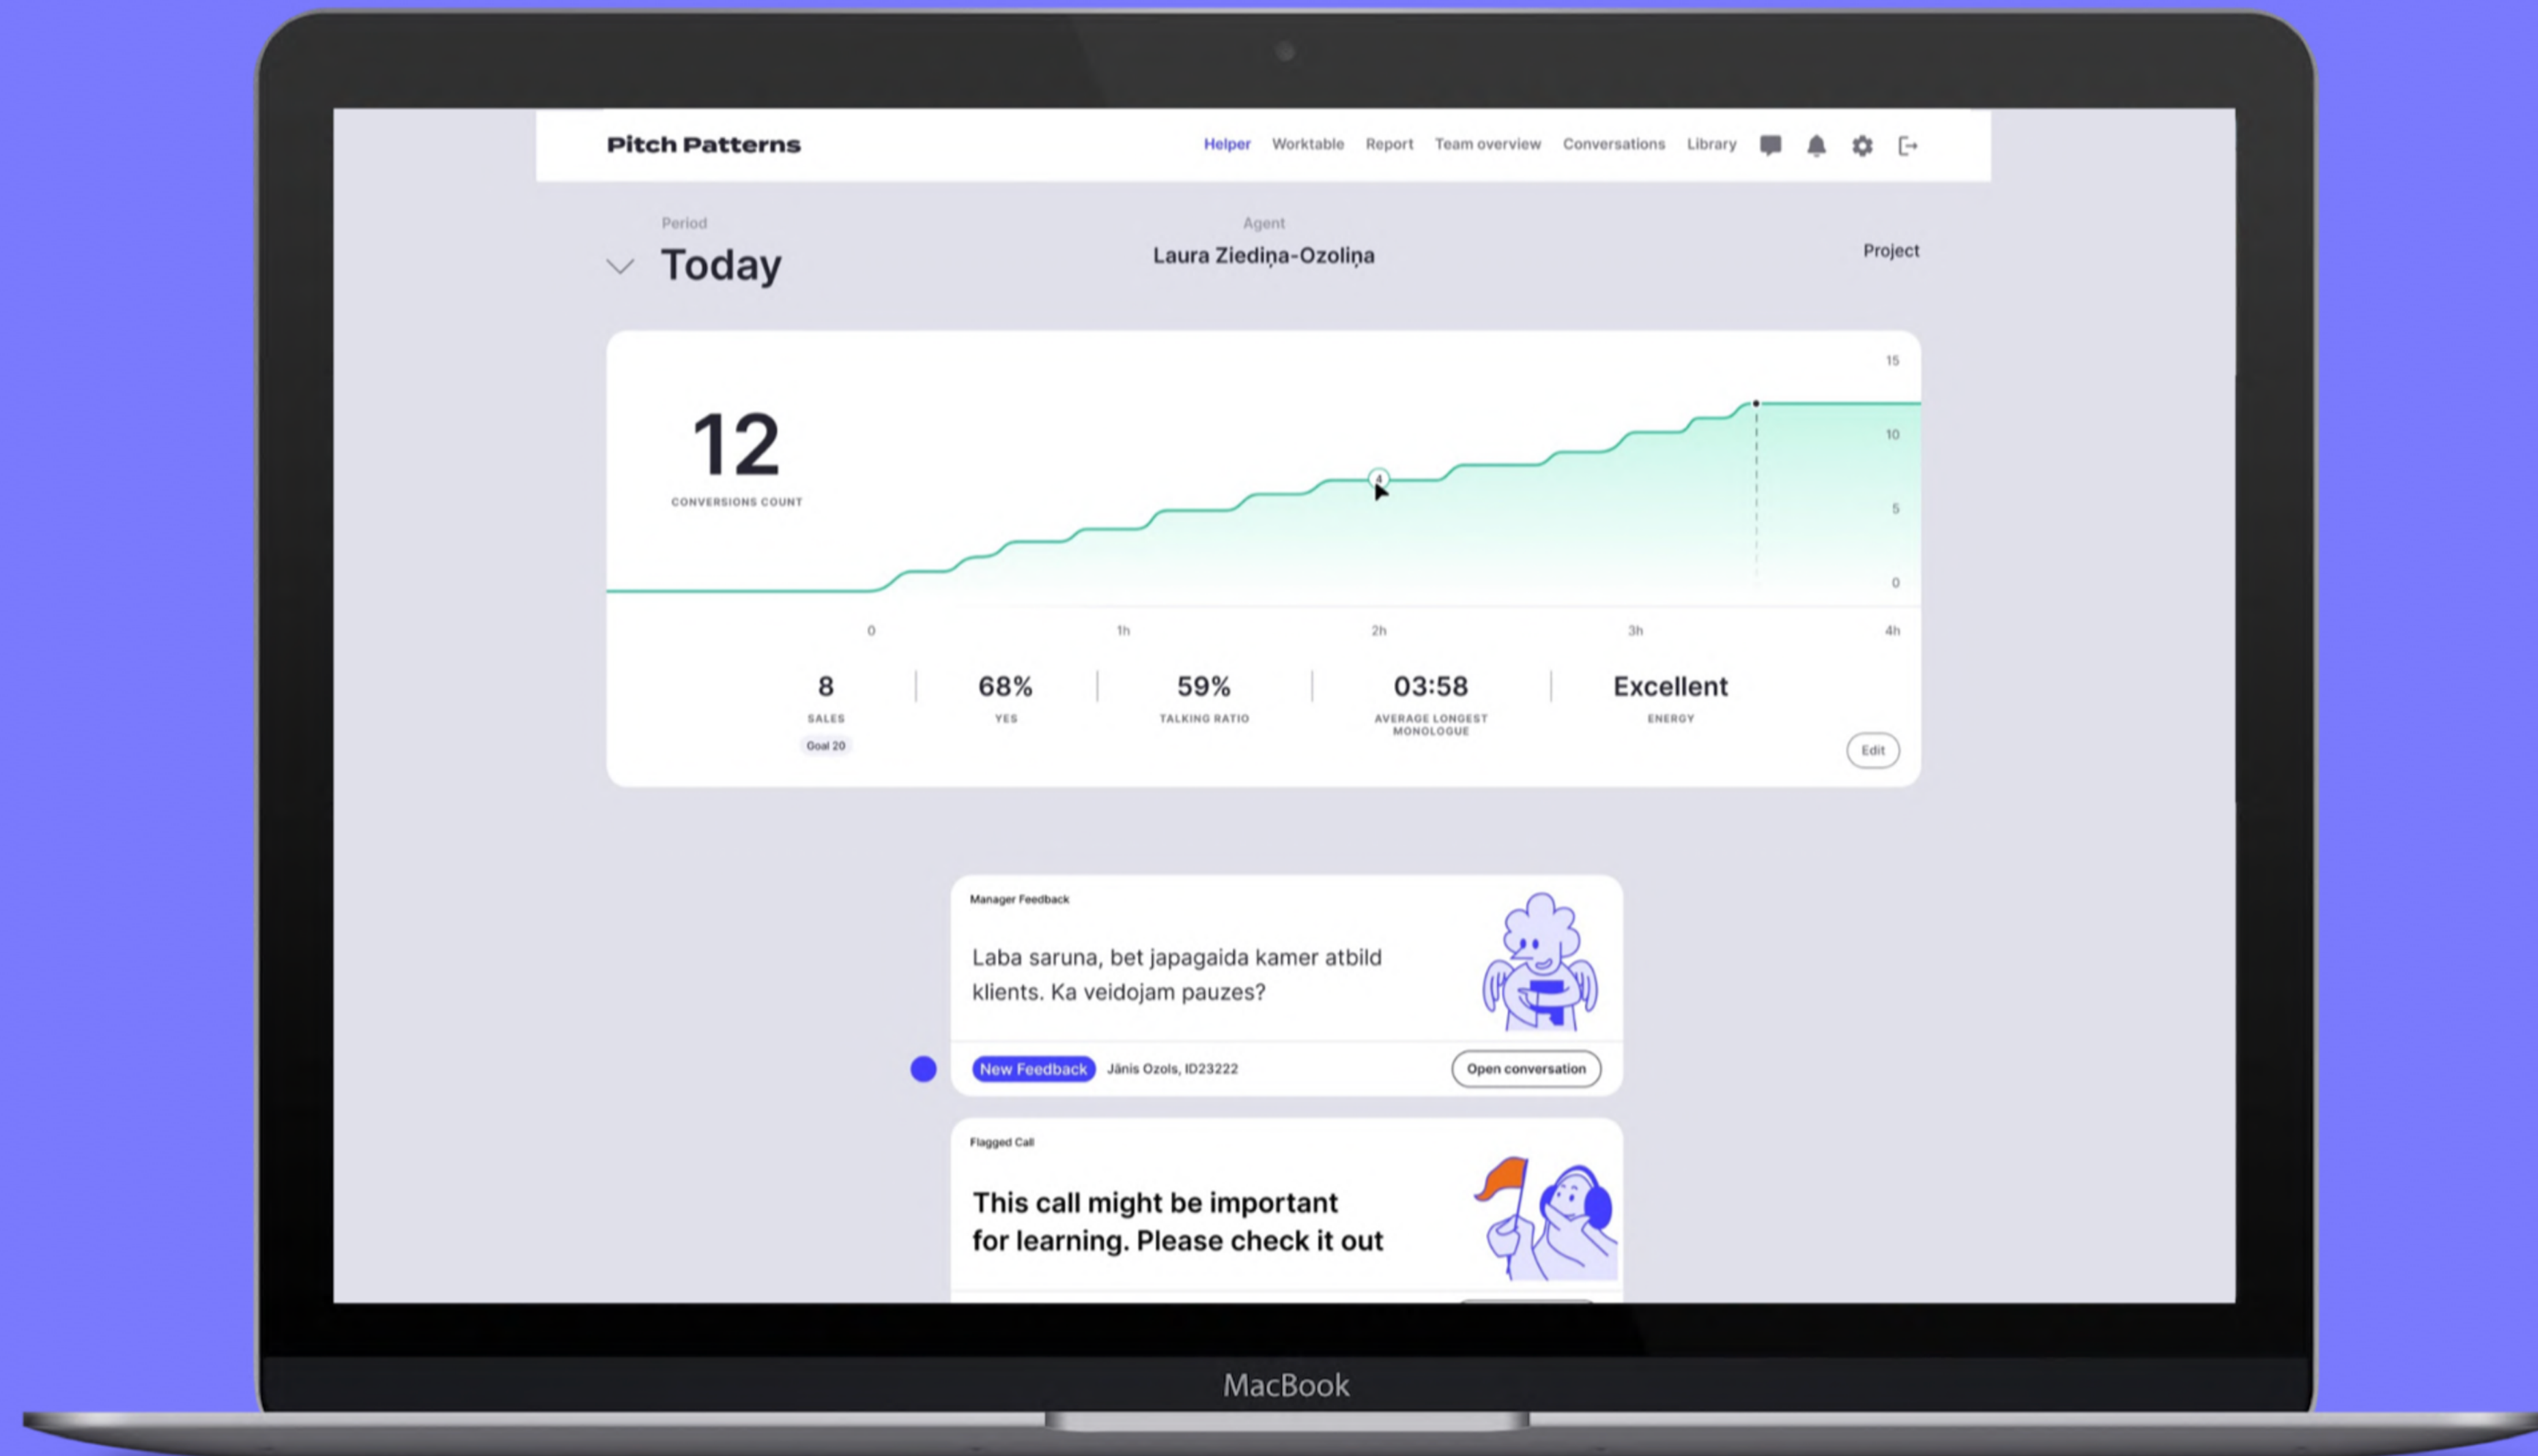 Pitch Patterns
Helper Worktable Report Team overview Conversations Library
Period
Today
Agent
Laura Ziediņa-Ozoliņa
Project
12
CONVERSIONS COUNT
15
10
5
0
4
0 1h 2h 3h 4h
8
SALES
Goal 20
68%
YES
59%
TALKING RATIO
03:58
AVERAGE LONGEST
MONOLOGUE
Excellent
ENERGY
Edit
Manager Feedback
Laba saruna, bet japagaida kamer atbild
klients. Ka veidojam pauzes?
New Feedback Jānis Ozols, ID23222
Open conversation
Flagged Call
This call might be important
for learning. Please check it out
MacBook